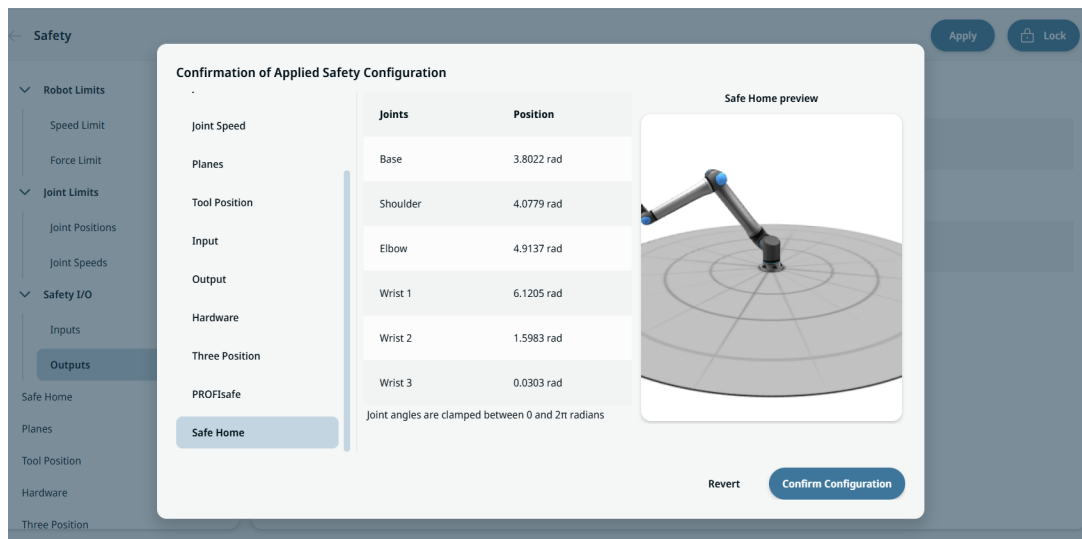 Safety
Apply
Lock
Robot Limits
Speed Limit
Force Limit
Joint Limits
Joint Positions
Joint Speeds
Safety I/O
Inputs
Outputs
Safe Home
Planes
Tool Position
Hardware
Three Position
Confirmation of Applied Safety Configuration
Joint Speed
Planes
Tool Position
Input
Output
Hardware
Three Position
PROFIsafe
Safe Home
Joints Position
Base 3.8022 rad
Shoulder 4.0779 rad
Elbow 4.9137 rad
Wrist 1 6.1205 rad
Wrist 2 1.5983 rad
Wrist 3 0.0303 rad
Joint angles are clamped between 0 and 2π radians
Safe Home preview
Revert
Confirm Configuration